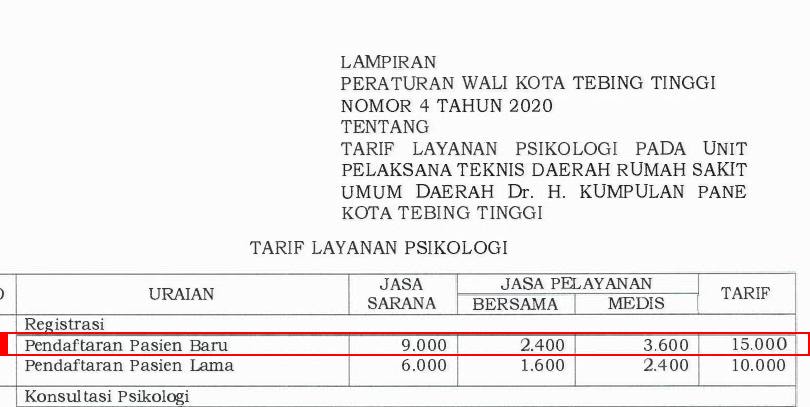 LAMPIRAN
PERATURAN WALI KOTA TEBING TINGGI
NOMOR 4 TAHUN 2020
TENTANG
TARIF LAYANAN PSIKOLOGI PADA UNIT
PELAKSANA TEKNIS DAERAH RUMAH SAKIT
UMUM DAERAH Dr. H. KUMPULAN PANE
KOTA TEBING TINGGI
TARIF LAYANAN PSIKOLOGI
URAIAN JASA SARANA JASA PELAYANAN TARIF
BERSAMA MEDIS
Registrasi
Pendaftaran Pasien Baru 9.000 2.400 3.600 15.000
Pendaftaran Pasien Lama 6.000 1.600 2.400 10.000
Konsultasi Psikologi